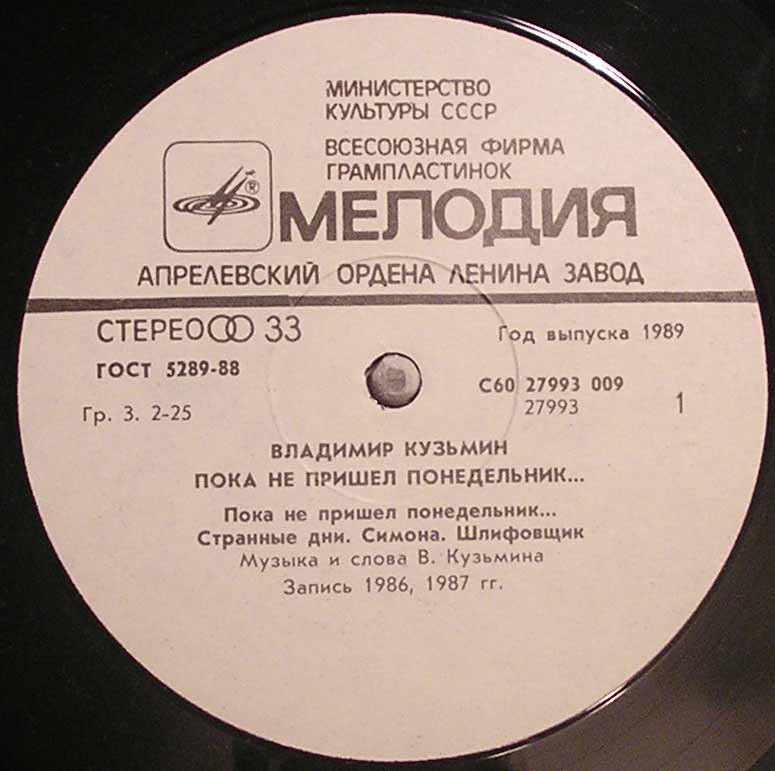 МИНИСТЕРСТВО
КУЛЬТУРЫ СССР
ВСЕСОЮЗНАЯ ФИРМА
ГРАМПЛАСТИНОК
®
МЕЛОДИЯ
АПРЕЛЕВСКИЙ ОРДЕНА ЛЕНИНА ЗАВОД
СТЕРЕО 33
Год выпуска 1989
ГОСТ 5289-88
С60 27993 009
Гр. 3. 2-25
27993
1
ВЛАДИМИР КУЗЬМИН
ПОКА НЕ ПРИШЕЛ ПОНЕДЕЛЬНИК...
Пока не пришел понедельник...
Странные дни. Симона. Шлифовщик
Музыка и слова В. Кузьмина
Запись 1986, 1987 гг.